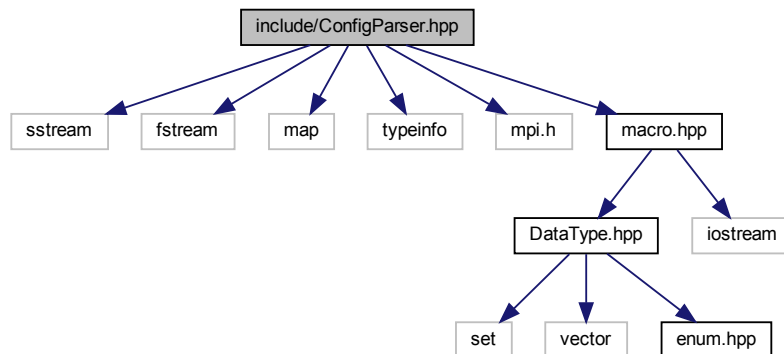 include/ConfigParser.hpp
sstream
fstream
map
typeinfo
mpi.h
macro.hpp
DataType.hpp
iostream
set
vector
enum.hpp